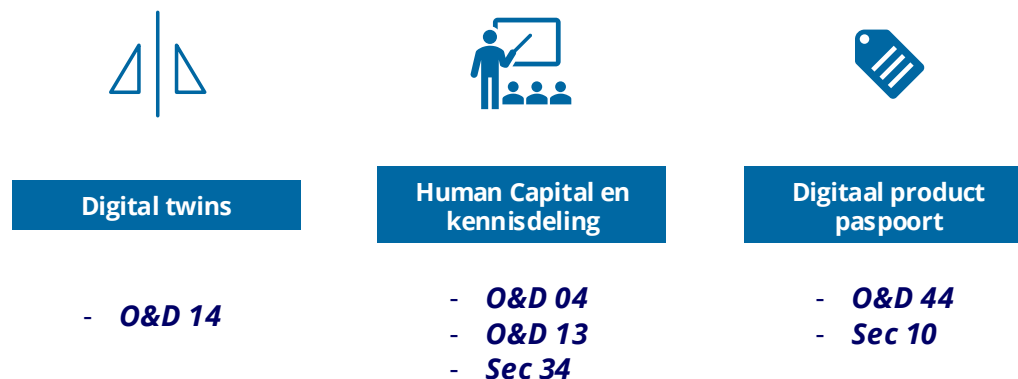 Digital twins
- O&D 14
Human Capital en
kennisdeling
- O&D 04
- O&D 13
- Sec 34
Digitaal product
paspoort
- O&D 44
- Sec 10